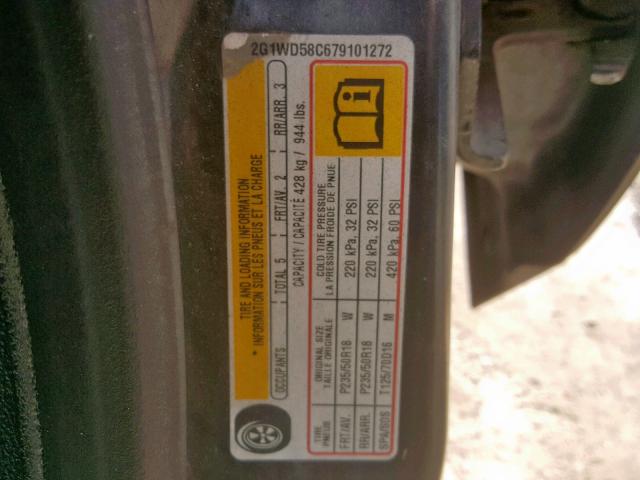 2G1WD58C679101272
TIRE AND LOADING INFORMATION
* INFORMATION SUR LES PNEUS ET LA CHARGE
OCCUPANTS TOTAL 5 FRT/AV. 2 RR/ARR. 3
CAPACITY / CAPACITÉ 428 kg / 944 lbs.
TIRE ORIGINAL SIZE COLD TIRE PRESSURE
PNEUS TAILLE ORIGINALE LA PRESSION FROIDE DE PNUE
FRT/AV. P235/50R18 W 220 kPa, 32 PSI
RR/ARR. P235/50R18 W 220 kPa, 32 PSI
SPA/SOS T125/70D16 M 420 kPa, 60 PSI